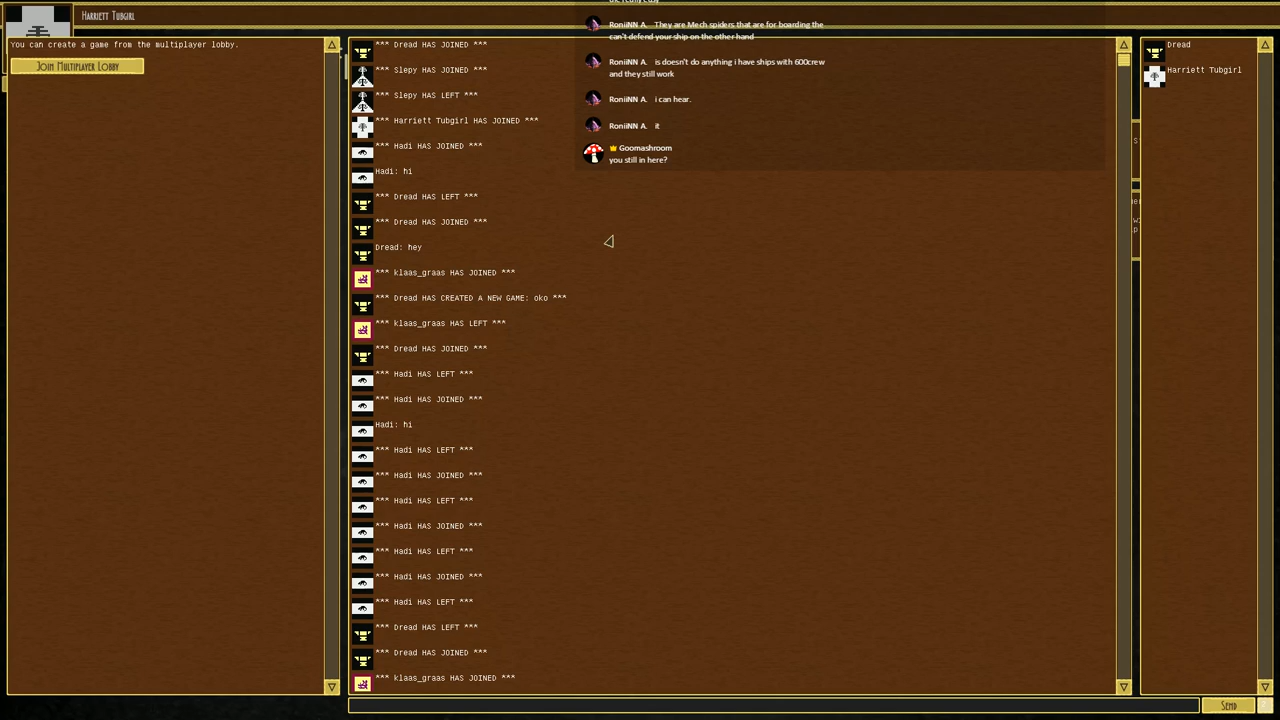 Harriett Tubgirl
You can create a game from the multiplayer lobby.
Join Multiplayer Lobby
*** Dread HAS JOINED ***
*** Slepy HAS JOINED ***
*** Slepy HAS LEFT ***
*** Harriett Tubgirl HAS JOINED ***
*** Hadi HAS JOINED ***
Hadi: hi
*** Dread HAS LEFT ***
*** Dread HAS JOINED ***
Dread: hey
*** klaas_graas HAS JOINED ***
*** Dread HAS CREATED A NEW GAME: oko ***
*** klaas_graas HAS LEFT ***
*** Dread HAS JOINED ***
*** Hadi HAS LEFT ***
*** Hadi HAS JOINED ***
Hadi: hi
*** Hadi HAS LEFT ***
*** Hadi HAS JOINED ***
*** Hadi HAS LEFT ***
*** Hadi HAS JOINED ***
*** Hadi HAS LEFT ***
*** Hadi HAS JOINED ***
*** Hadi HAS LEFT ***
*** Dread HAS LEFT ***
*** Dread HAS JOINED ***
*** klaas_graas HAS JOINED ***
RoniiNN A. They are Mech spiders that are for boarding the
can't defend your ship on the other hand
RoniiNN A. is doesn't do anything i have ships with 600crew
and they still work
RoniiNN A. i can hear.
RoniiNN A. it
Goomashroom
you still in here?
Dread
Harriett Tubgirl
Send